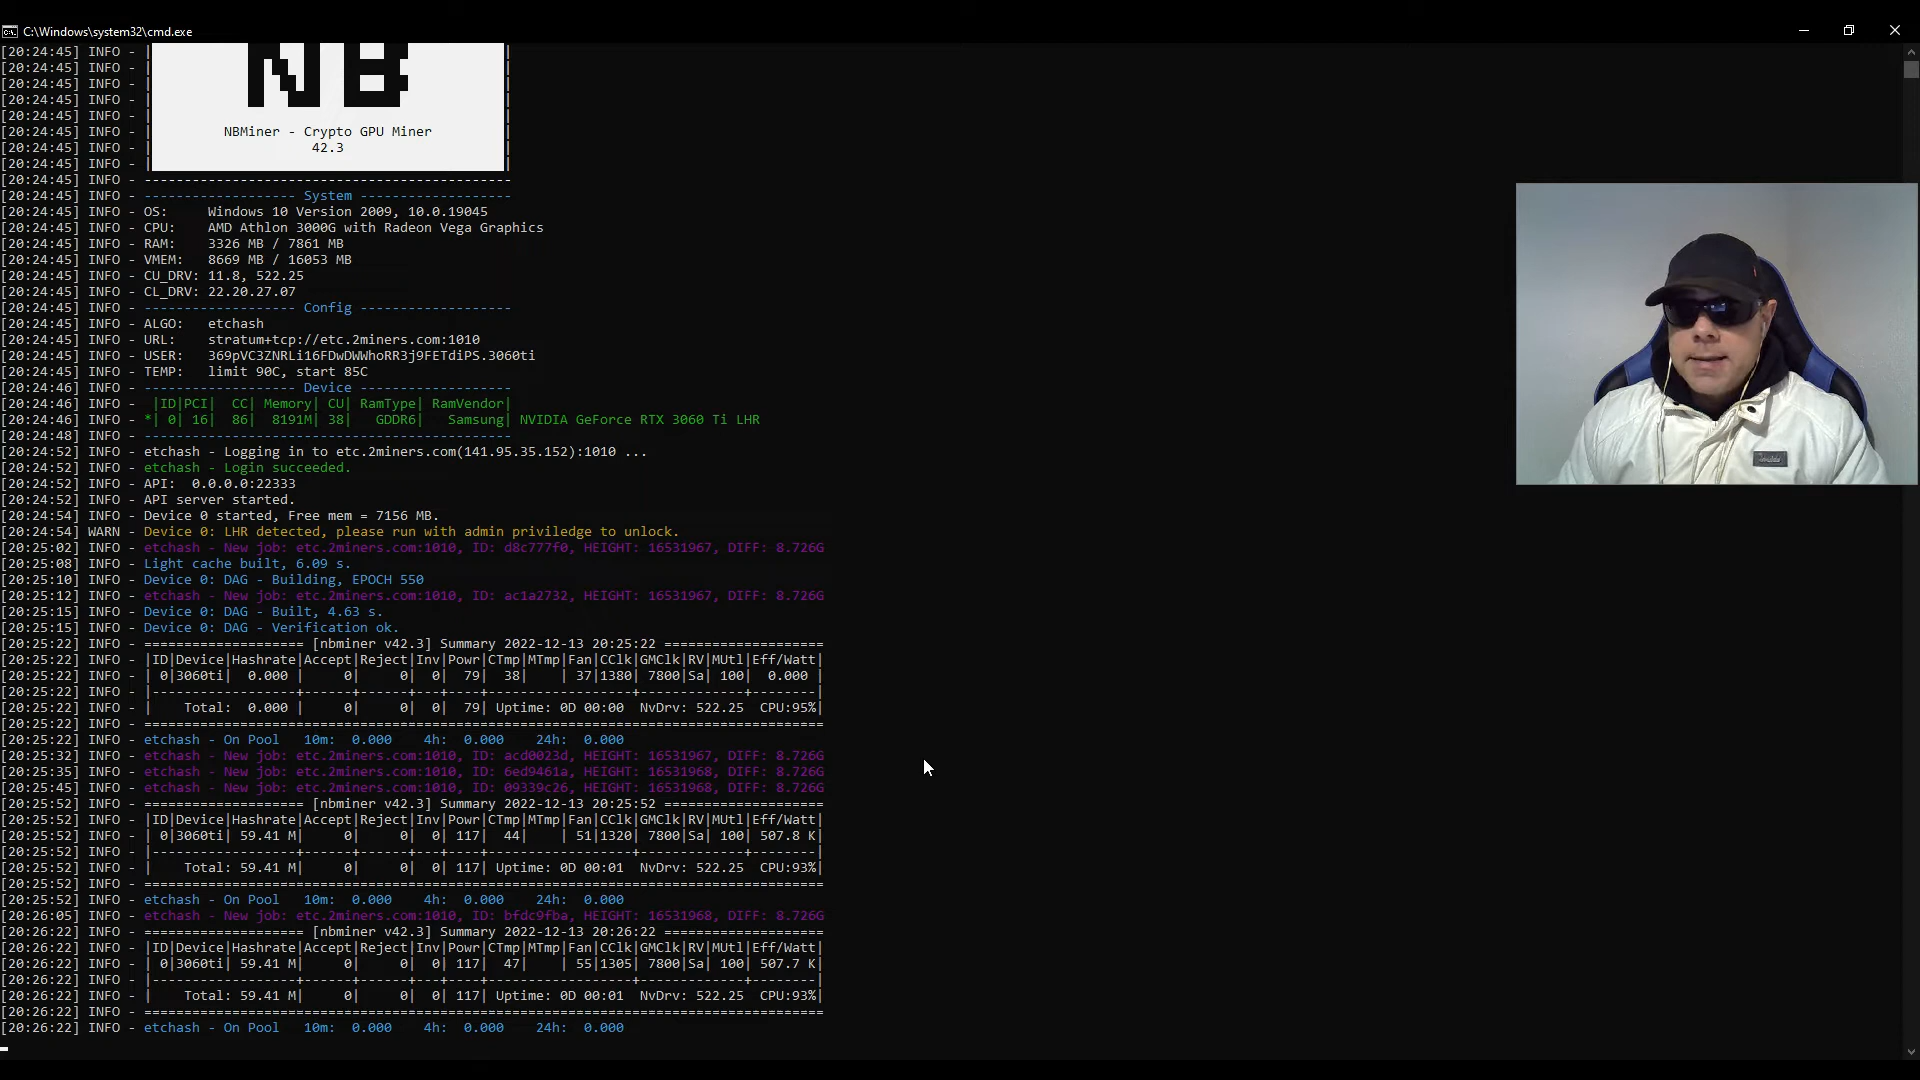 C:\Windows\system32\cmd.exe
[20:24:45] INFO - |
[20:24:45] INFO - |
[20:24:45] INFO - | NB |
[20:24:45] INFO - |
[20:24:45] INFO - |
[20:24:45] INFO - | NBMiner - Crypto GPU Miner |
[20:24:45] INFO - | 42.3 |
[20:24:45] INFO - | |
[20:24:45] INFO - ----------------------------------------------
[20:24:45] INFO - ------------------- System -------------------
[20:24:45] INFO - OS: Windows 10 Version 2009, 10.0.19045
[20:24:45] INFO - CPU: AMD Athlon 3000G with Radeon Vega Graphics
[20:24:45] INFO - RAM: 3326 MB / 7861 MB
[20:24:45] INFO - VMEM: 8669 MB / 16053 MB
[20:24:45] INFO - CU_DRV: 11.8, 522.25
[20:24:45] INFO - CL_DRV: 22.20.27.07
[20:24:45] INFO - ------------------- Config -------------------
[20:24:45] INFO - ALGO: etchash
[20:24:45] INFO - URL: stratum+tcp://etc.2miners.com:1010
[20:24:45] INFO - USER: 369pVC3ZNRLi16FDwDWWhoRR3j9FETdiPS.3060ti
[20:24:45] INFO - TEMP: limit 90C, start 85C
[20:24:46] INFO - ------------------- Device -------------------
[20:24:46] INFO - |ID|PCI| CC| Memory| CU| RamType| RamVendor|
[20:24:46] INFO - *| 0| 16| 86| 8191M| 38| GDDR6| Samsung| NVIDIA GeForce RTX 3060 Ti LHR
[20:24:48] INFO - ----------------------------------------------
[20:24:52] INFO - etchash - Logging in to etc.2miners.com(141.95.35.152):1010 ...
[20:24:52] INFO - etchash - Login succeeded.
[20:24:52] INFO - API: 0.0.0.0:22333
[20:24:52] INFO - API server started.
[20:24:54] INFO - Device 0 started, Free mem = 7156 MB.
[20:24:54] WARN - Device 0: LHR detected, please run with admin priviledge to unlock.
[20:25:02] INFO - etchash - New job: etc.2miners.com:1010, ID: d8c777f0, HEIGHT: 16531967, DIFF: 8.726G
[20:25:08] INFO - Light cache built, 6.09 s.
[20:25:10] INFO - Device 0: DAG - Building, EPOCH 550
[20:25:12] INFO - etchash - New job: etc.2miners.com:1010, ID: ac1a2732, HEIGHT: 16531967, DIFF: 8.726G
[20:25:15] INFO - Device 0: DAG - Built, 4.63 s.
[20:25:15] INFO - Device 0: DAG - Verification ok.
[20:25:22] INFO - ==================== [nbminer v42.3] Summary 2022-12-13 20:25:22 ====================
[20:25:22] INFO - |ID|Device|Hashrate|Accept|Reject|Inv|Powr|CTmp|MTmp|Fan|CClk|GMClk|RV|MUtl|Eff/Watt|
[20:25:22] INFO - | 0|3060ti| 0.000 | 0| 0| 0| 79| 38| | 37|1380| 7800|Sa| 100| 0.000 |
[20:25:22] INFO - |------------------+------+------+---+----+------------------+-------------+--------|
[20:25:22] INFO - | Total: 0.000 | 0| 0| 0| 79| Uptime: 0D 00:00 NvDrv: 522.25 CPU:95%|
[20:25:22] INFO - =====================================================================================
[20:25:22] INFO - etchash - On Pool 10m: 0.000 4h: 0.000 24h: 0.000
[20:25:32] INFO - etchash - New job: etc.2miners.com:1010, ID: acd0023d, HEIGHT: 16531967, DIFF: 8.726G
[20:25:35] INFO - etchash - New job: etc.2miners.com:1010, ID: 6ed9461a, HEIGHT: 16531968, DIFF: 8.726G
[20:25:45] INFO - etchash - New job: etc.2miners.com:1010, ID: 09339c26, HEIGHT: 16531968, DIFF: 8.726G
[20:25:52] INFO - ==================== [nbminer v42.3] Summary 2022-12-13 20:25:52 ====================
[20:25:52] INFO - |ID|Device|Hashrate|Accept|Reject|Inv|Powr|CTmp|MTmp|Fan|CClk|GMClk|RV|MUtl|Eff/Watt|
[20:25:52] INFO - | 0|3060ti| 59.41 M| 0| 0| 0| 117| 44| | 51|1320| 7800|Sa| 100| 507.8 K|
[20:25:52] INFO - |------------------+------+------+---+----+------------------+-------------+--------|
[20:25:52] INFO - | Total: 59.41 M| 0| 0| 0| 117| Uptime: 0D 00:01 NvDrv: 522.25 CPU:93%|
[20:25:52] INFO - =====================================================================================
[20:25:52] INFO - etchash - On Pool 10m: 0.000 4h: 0.000 24h: 0.000
[20:26:05] INFO - etchash - New job: etc.2miners.com:1010, ID: bfdc9fba, HEIGHT: 16531968, DIFF: 8.726G
[20:26:22] INFO - ==================== [nbminer v42.3] Summary 2022-12-13 20:26:22 ====================
[20:26:22] INFO - |ID|Device|Hashrate|Accept|Reject|Inv|Powr|CTmp|MTmp|Fan|CClk|GMClk|RV|MUtl|Eff/Watt|
[20:26:22] INFO - | 0|3060ti| 59.41 M| 0| 0| 0| 117| 47| | 55|1305| 7800|Sa| 100| 507.7 K|
[20:26:22] INFO - |------------------+------+------+---+----+------------------+-------------+--------|
[20:26:22] INFO - | Total: 59.41 M| 0| 0| 0| 117| Uptime: 0D 00:01 NvDrv: 522.25 CPU:93%|
[20:26:22] INFO - =====================================================================================
[20:26:22] INFO - etchash - On Pool 10m: 0.000 4h: 0.000 24h: 0.000